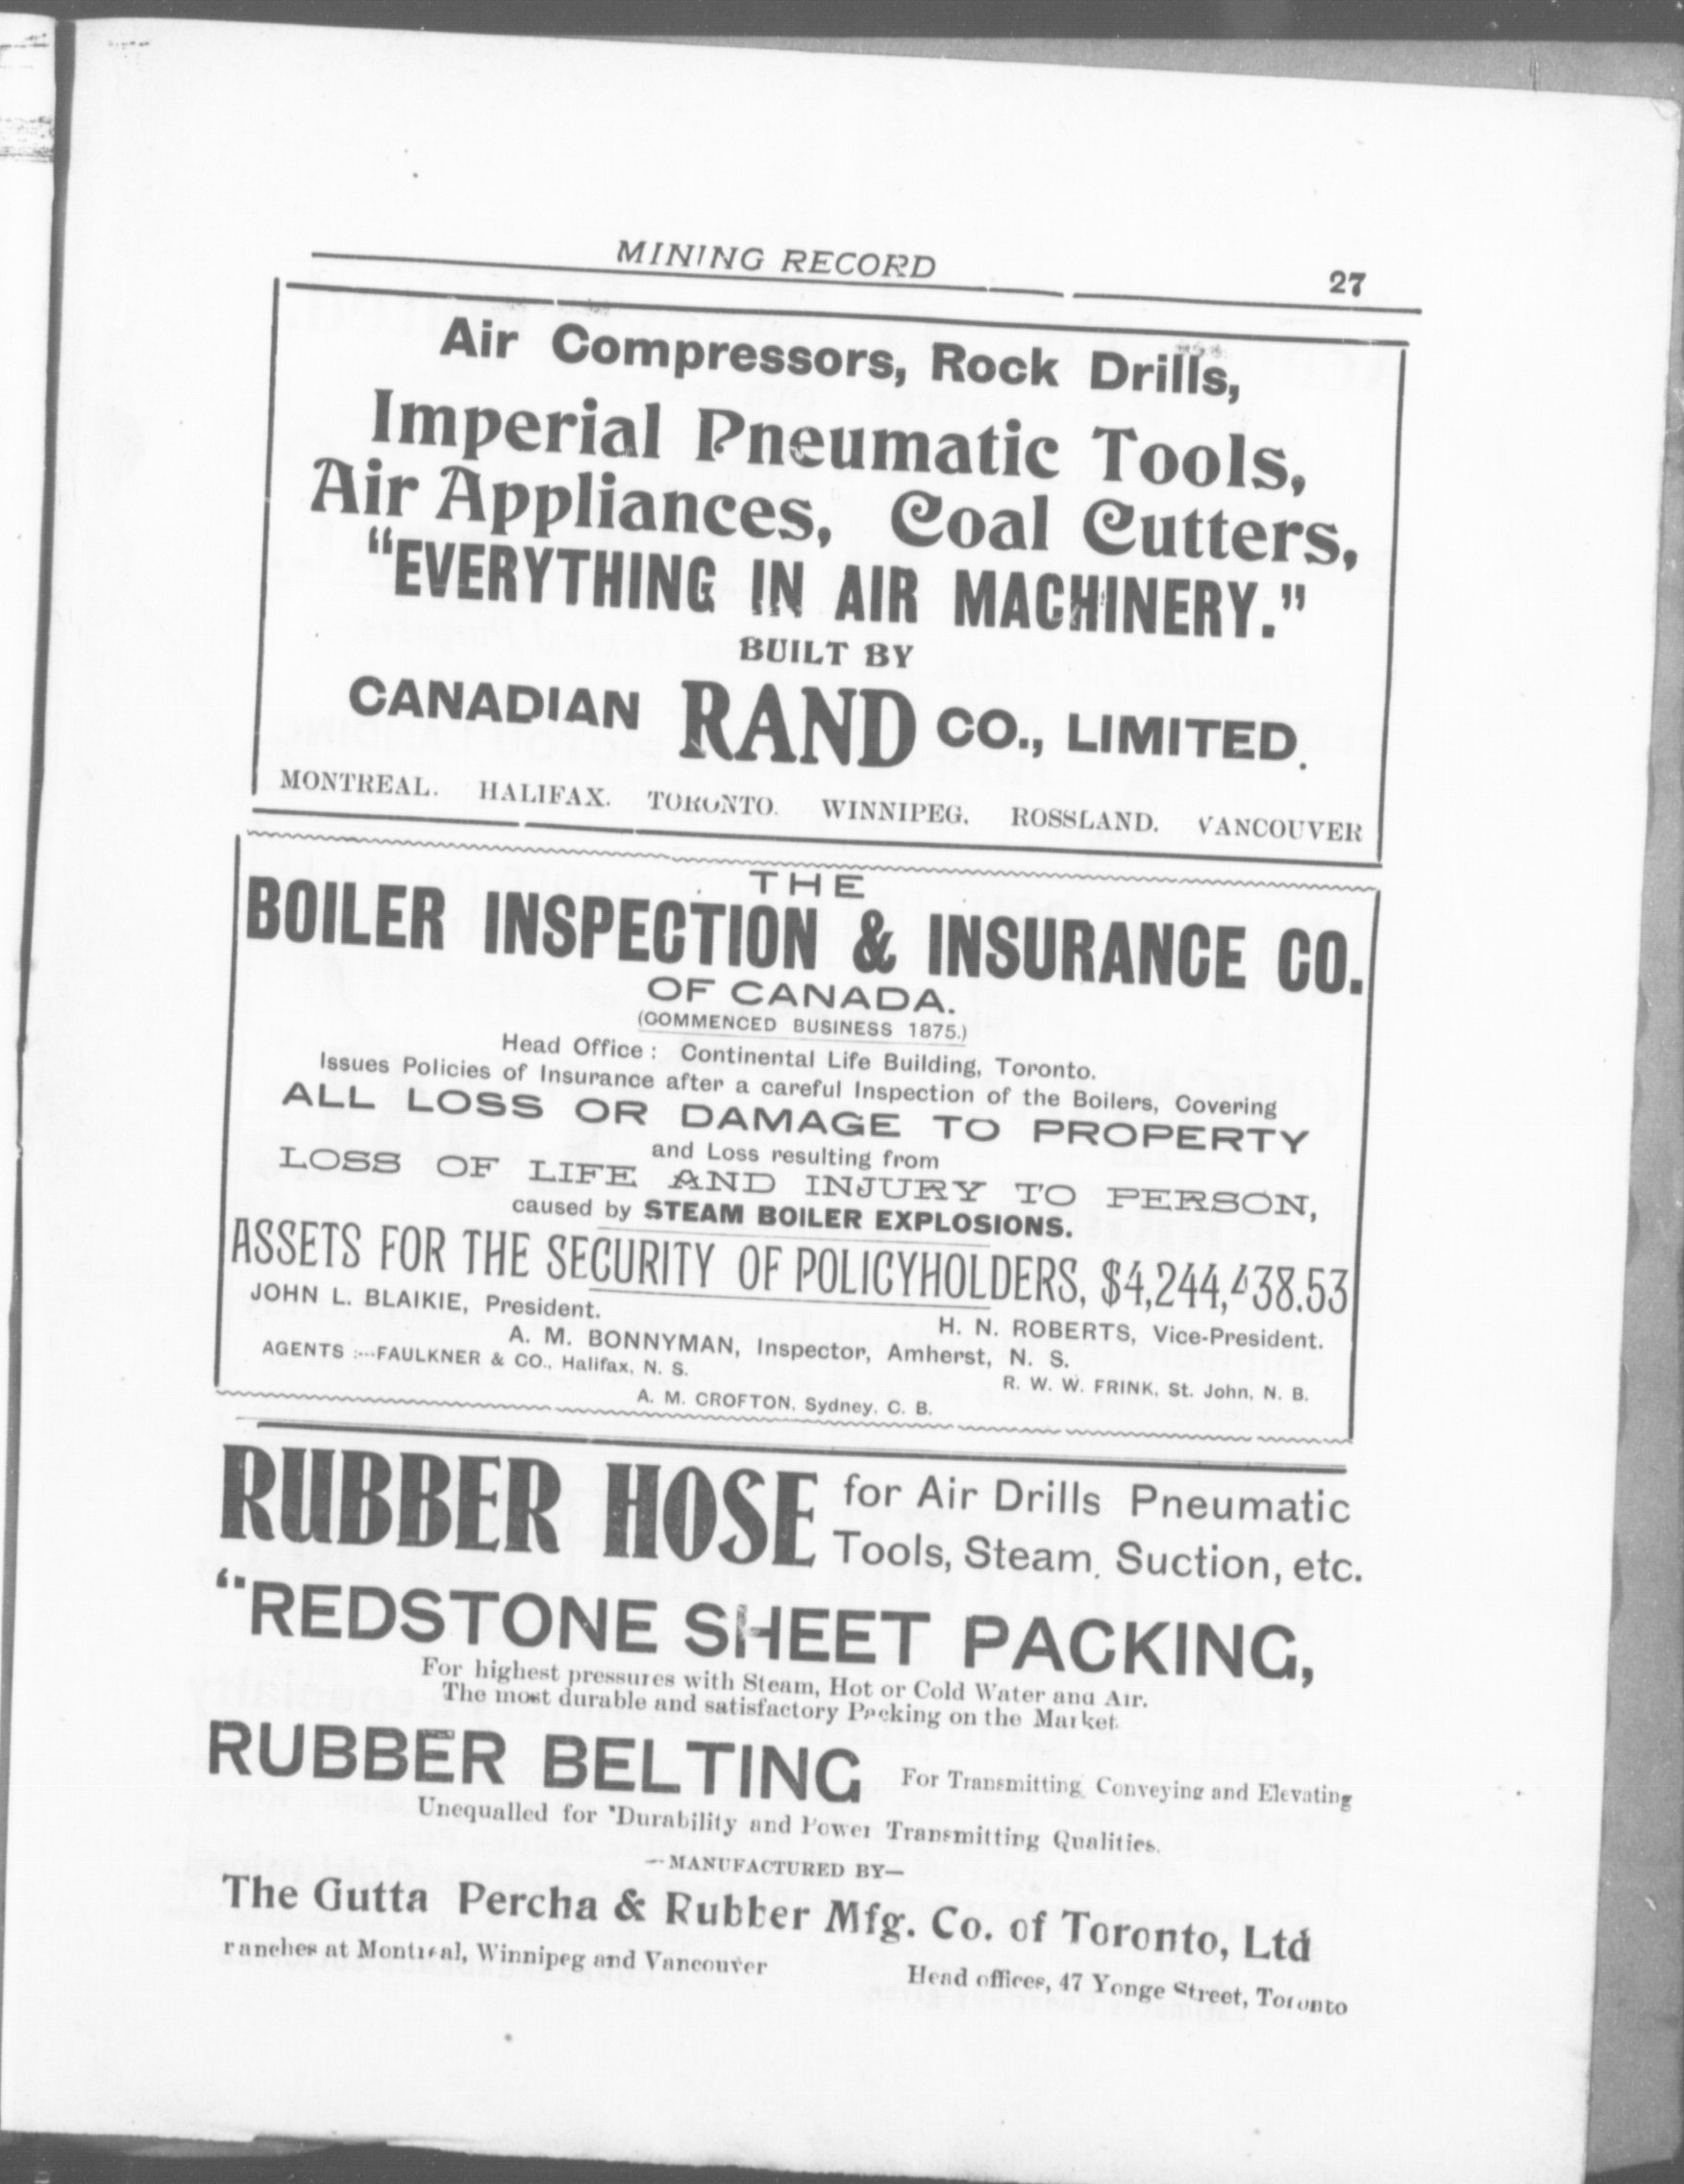 MINING RECORD 27
Air Compressors, Rock Drills,
Imperial Pneumatic Tools,
Air Appliances, Coal Cutters,
“EVERYTHING IN AIR MACHINERY.”
BUILT BY
CANADIAN RAND CO., LIMITED.
MONTREAL. HALIFAX. TORONTO. WINNIPEG. ROSSLAND. VANCOUVER
THE
BOILER INSPECTION & INSURANCE CO.
OF CANADA.
(COMMENCED BUSINESS 1875.)
Head Office: Continental Life Building, Toronto.
Issues Policies of Insurance after a careful Inspection of the Boilers, Covering
ALL LOSS OR DAMAGE TO PROPERTY
and Loss resulting from
LOSS OF LIFE AND INJURY TO PERSON,
caused by STEAM BOILER EXPLOSIONS.
ASSETS FOR THE SECURITY OF POLICYHOLDERS, $4,244,438.53
JOHN L. BLAIKIE, President. H. N. ROBERTS, Vice-President.
A. M. BONNYMAN, Inspector, Amherst, N. S.
AGENTS :---FAULKNER & CO., Halifax, N. S. R. W. W. FRINK, St. John, N. B.
A. M. CROFTON, Sydney, C. B.
RUBBER HOSE for Air Drills Pneumatic
Tools, Steam, Suction, etc.
“REDSTONE SHEET PACKING,
For highest pressures with Steam, Hot or Cold Water and Air.
The most durable and satisfactory Packing on the Market.
RUBBER BELTING For Transmitting, Conveying and Elevating
Unequalled for 'Durability and Power Transmitting Qualities.
—MANUFACTURED BY—
The Gutta Percha & Rubber Mfg. Co. of Toronto, Ltd
ranches at Montreal, Winnipeg and Vancouver Head offices, 47 Yonge Street, Toronto